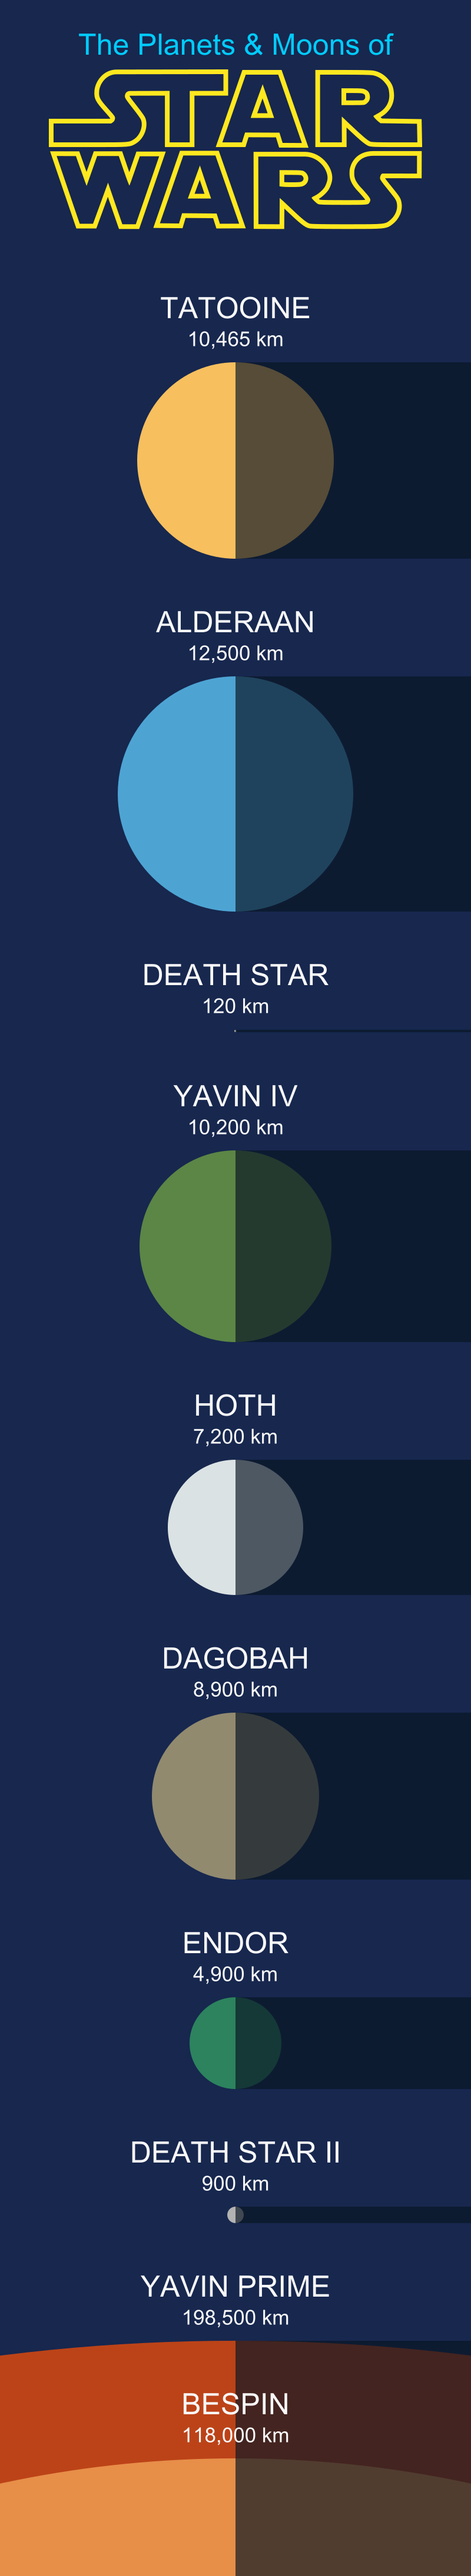 The Planets & Moons of
STAR
WARS
TATOOINE
10,465 km
ALDERAAN
12,500 km
DEATH STAR
120 km
YAVIN IV
10,200 km
HOTH
7,200 km
DAGOBAH
8,900 km
ENDOR
4,900 km
DEATH STAR II
900 km
YAVIN PRIME
198,500 km
BESPIN
118,000 km